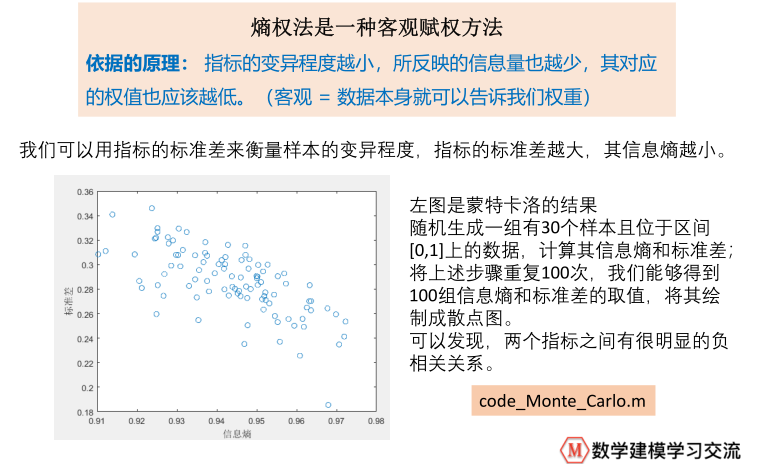 熵权法是一种客观赋权方法
依据的原理： 指标的变异程度越小，所反映的信息量也越少，其对应
的权值也应该越低。（客观 = 数据本身就可以告诉我们权重）
我们可以用指标的标准差来衡量样本的变异程度，指标的标准差越大，其信息熵越小。
0.36
0.34
0.32
0.3
0.28
0.26
0.24
0.22
0.2
0.18
标准差
0.91 0.92 0.93 0.94 0.95 0.96 0.97 0.98
信息熵
左图是蒙特卡洛的结果
随机生成一组有30个样本且位于区间
[0,1]上的数据，计算其信息熵和标准差；
将上述步骤重复100次，我们能够得到
100组信息熵和标准差的取值，将其绘
制成散点图。
可以发现，两个指标之间有很明显的负
相关关系。
code_Monte_Carlo.m
M 数学建模学习交流